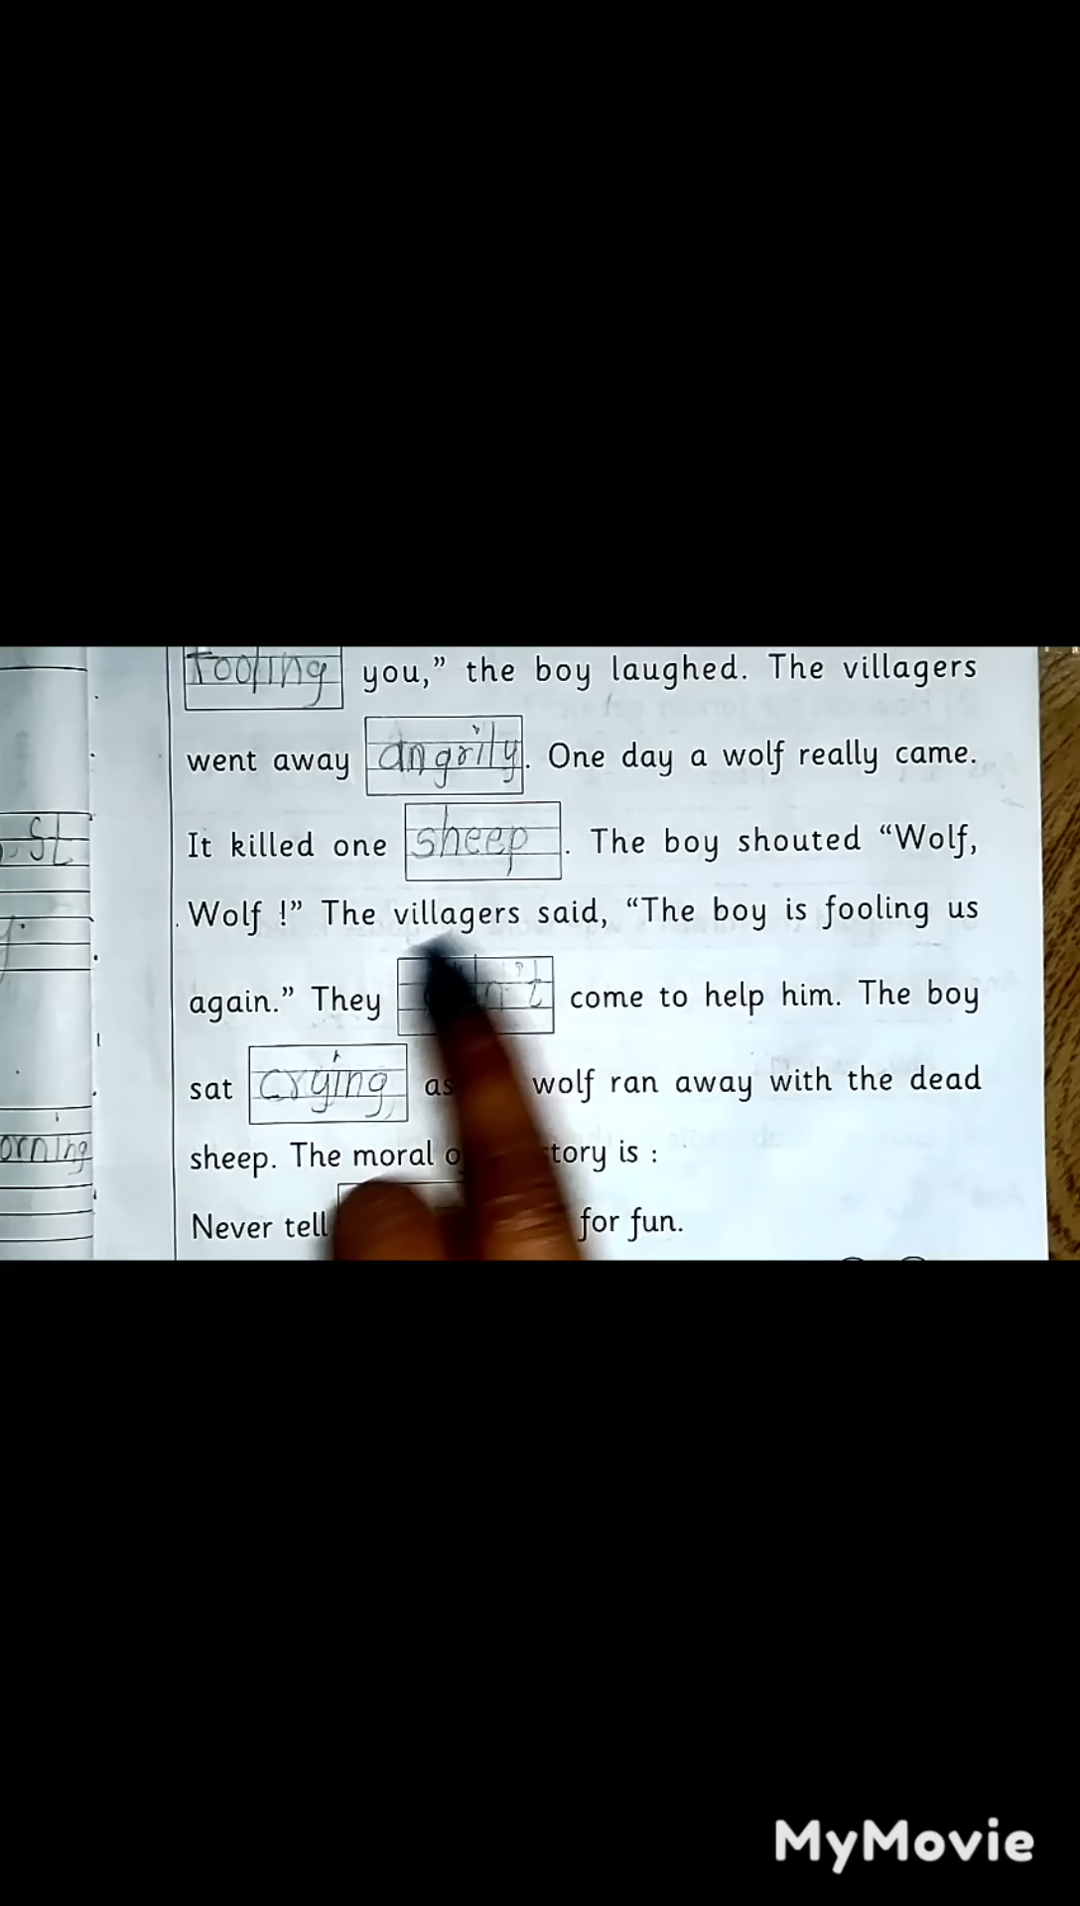 fooling you,” the boy laughed. The villagers
went away angrily. One day a wolf really came.
st
It killed one sheep. The boy shouted “Wolf,
Wolf !” The villagers said, “The boy is fooling us
again.” They come to help him. The boy
sat crying as wolf ran away with the dead
orning
sheep. The moral tory is :
Never tell for fun.
MyMovie